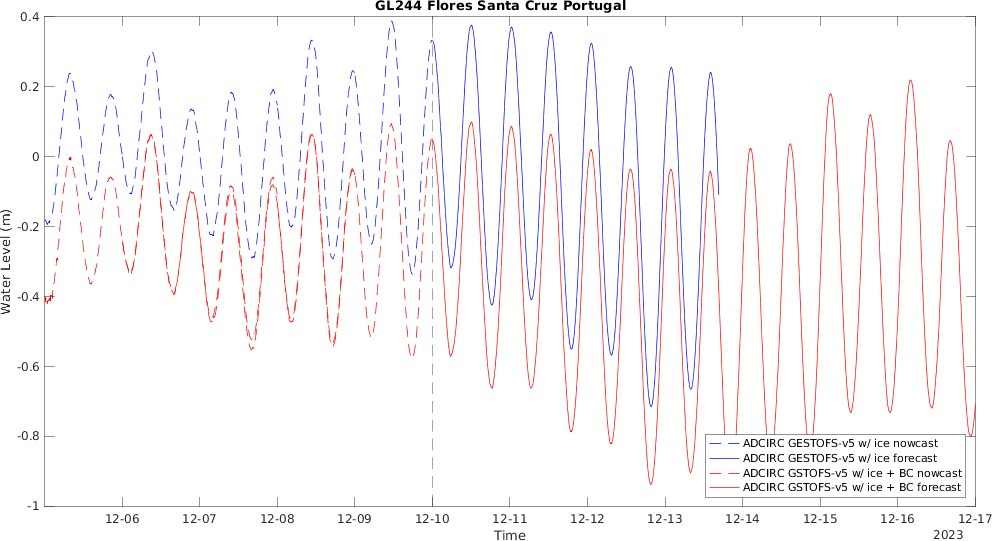 GL244 Flores Santa Cruz Portugal
0.4
0.2
0
-0.2
-0.4
-0.6
-0.8
-1
Water Level (m)
ADCIRC GESTOFS-v5 w/ ice nowcast
ADCIRC GESTOFS-v5 w/ ice forecast
ADCIRC GSTOFS-v5 w/ ice + BC nowcast
ADCIRC GSTOFS-v5 w/ ice + BC forecast
12-06 12-07 12-08 12-09 12-10 12-11 12-12 12-13 12-14 12-15 12-16 12-17
Time
2023